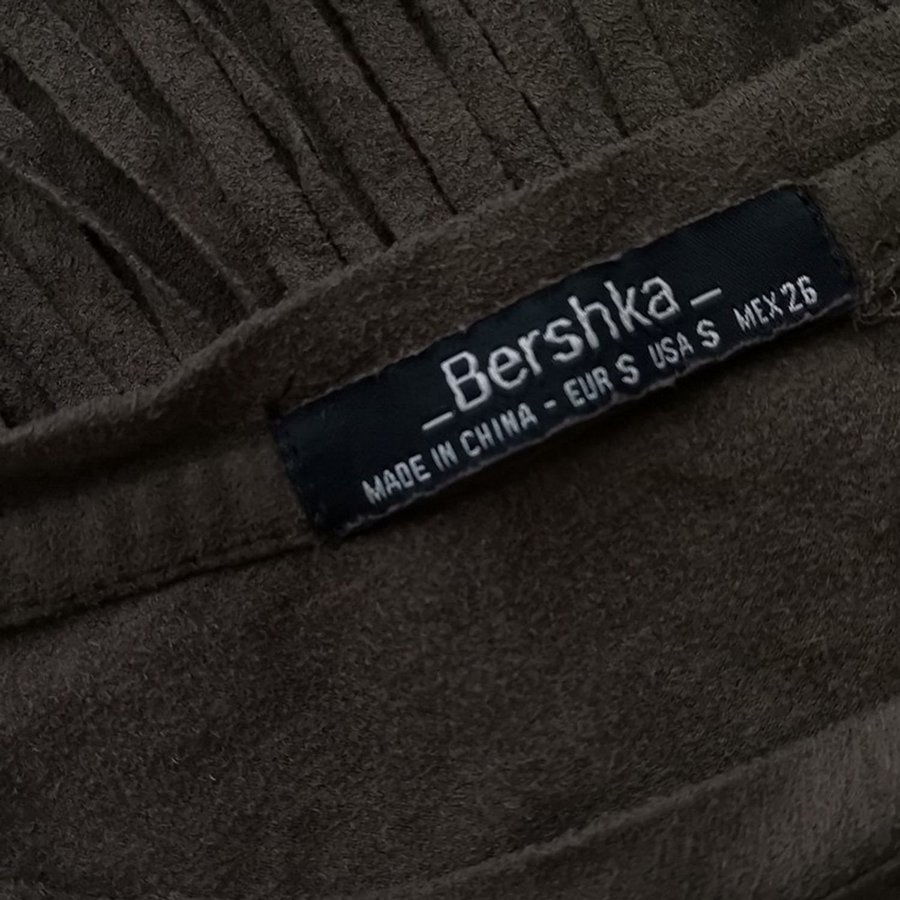 _Bershka_
MADE IN CHINA - EUR S USA S MEX 26